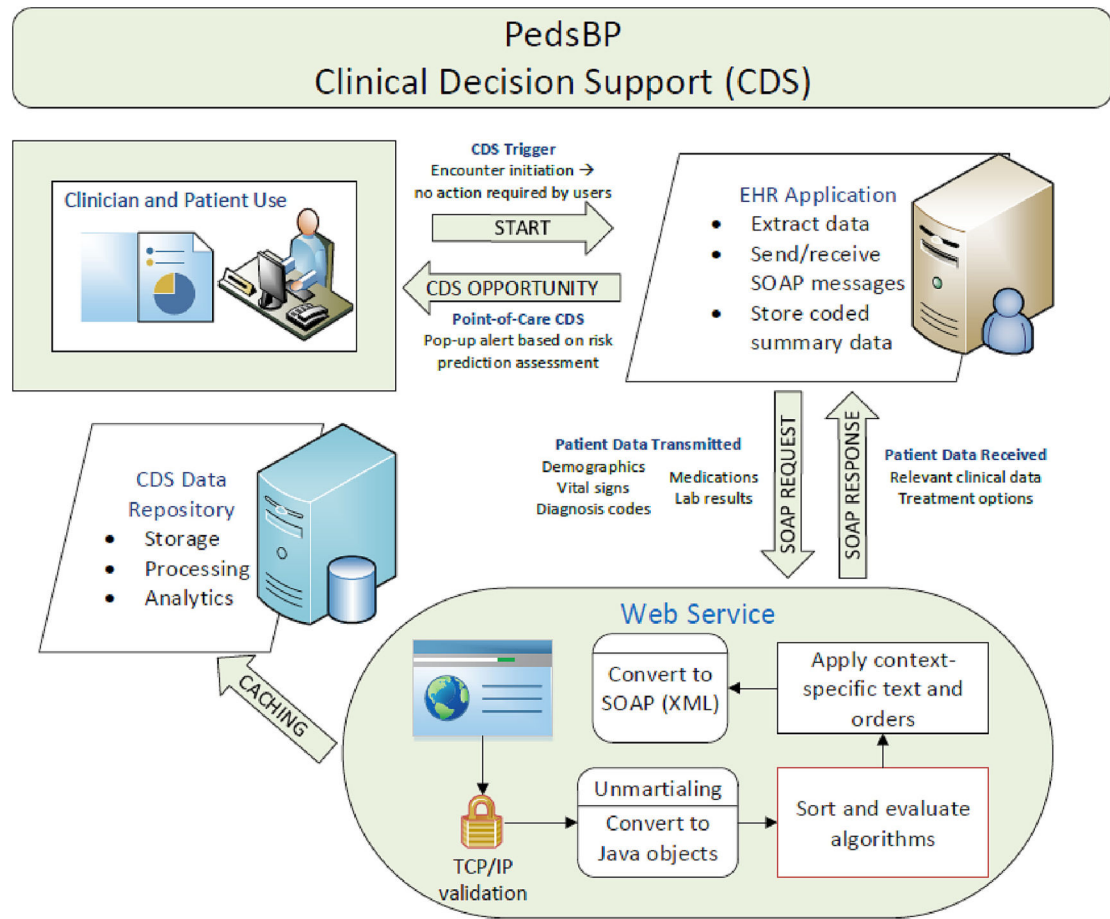 PedsBP
Clinical Decision Support (CDS)
Clinician and Patient Use
CDS Trigger
Encounter initiation →
no action required by users
START
CDS OPPORTUNITY
Point-of-Care CDS
Pop-up alert based on risk
prediction assessment
EHR Application
• Extract data
• Send/receive
SOAP messages
• Store coded
summary data
Patient Data Transmitted
Demographics
Vital signs
Diagnosis codes
Medications
Lab results
SOAP REQUEST
SOAP RESPONSE
Patient Data Received
Relevant clinical data
Treatment options
CDS Data
Repository
• Storage
• Processing
• Analytics
CACHING
Web Service
Convert to
SOAP (XML)
Apply context-
specific text and
orders
TCP/IP
validation
Unmartialing
Convert to
Java objects
Sort and evaluate
algorithms